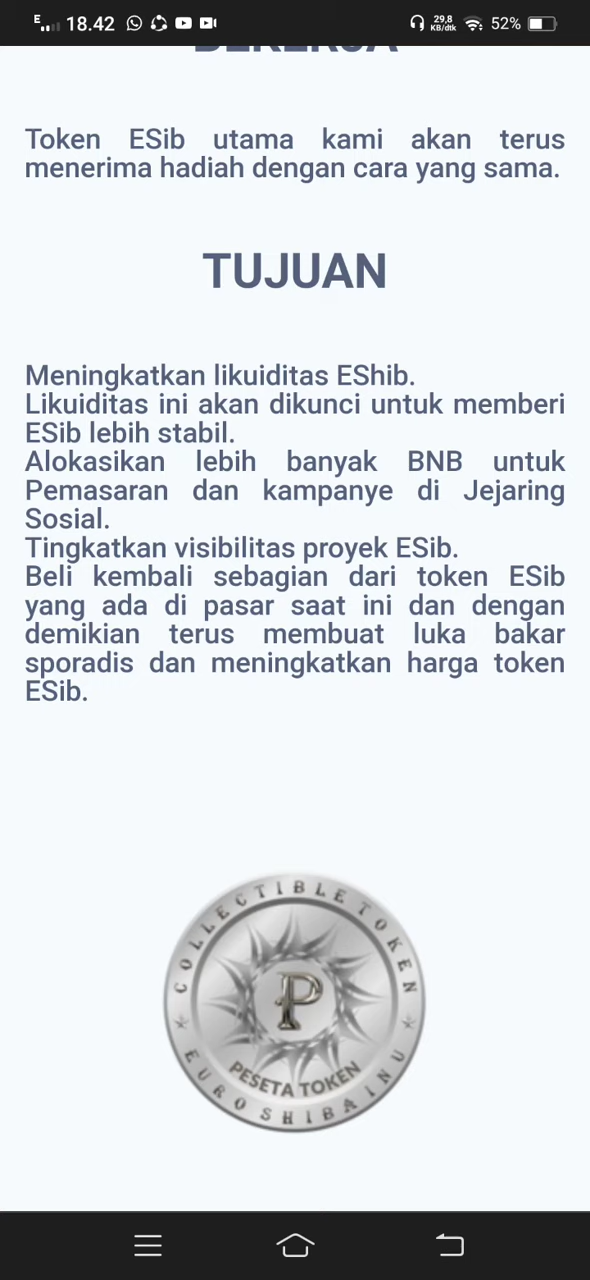 E
18.42
29,8
KB/dtk
52%
BEKERJA
Token ESib utama kami akan terus
menerima hadiah dengan cara yang sama.
TUJUAN
Meningkatkan likuiditas EShib.
Likuiditas ini akan dikunci untuk memberi
ESib lebih stabil.
Alokasikan lebih banyak BNB untuk
Pemasaran dan kampanye di Jejaring
Sosial.
Tingkatkan visibilitas proyek ESib.
Beli kembali sebagian dari token ESib
yang ada di pasar saat ini dan dengan
demikian terus membuat luka bakar
sporadis dan meningkatkan harga token
ESib.
COLLECTIBLE TOKEN
P
PESETA TOKEN
EURO SHIBA INU